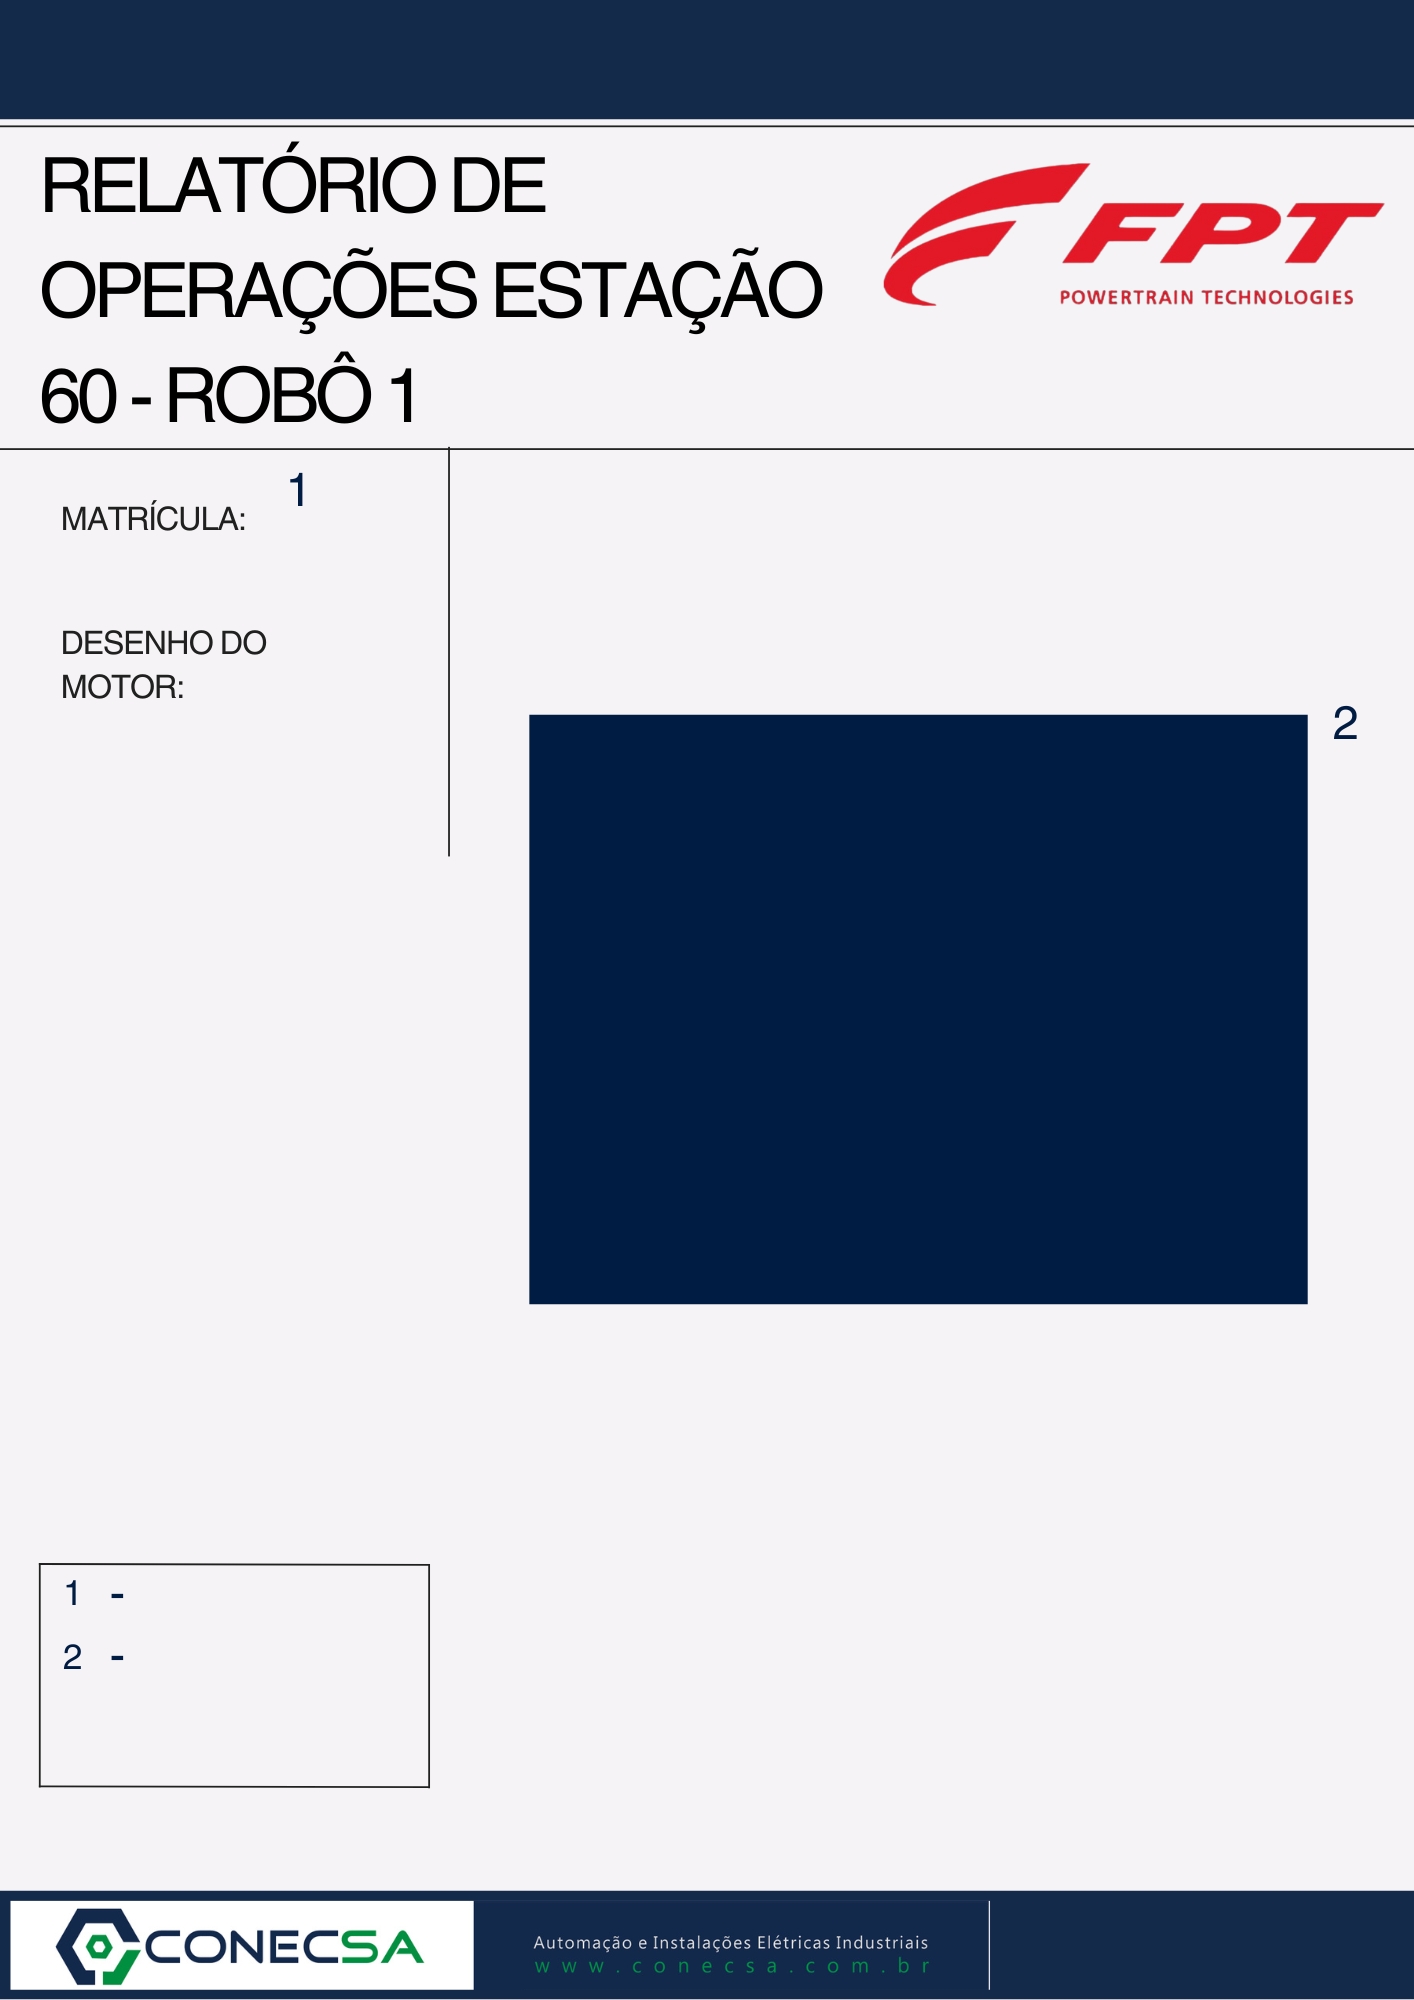 RELATÓRIO DE
OPERAÇÕES ESTAÇÃO
60 - ROBÔ 1
FPT
POWERTRAIN TECHNOLOGIES
1
MATRÍCULA:
DESENHO DO
MOTOR:
2
1 -
2 -
CONECSA
Automação e Instalações Elétricas Industriais
www.conecsa.com.br